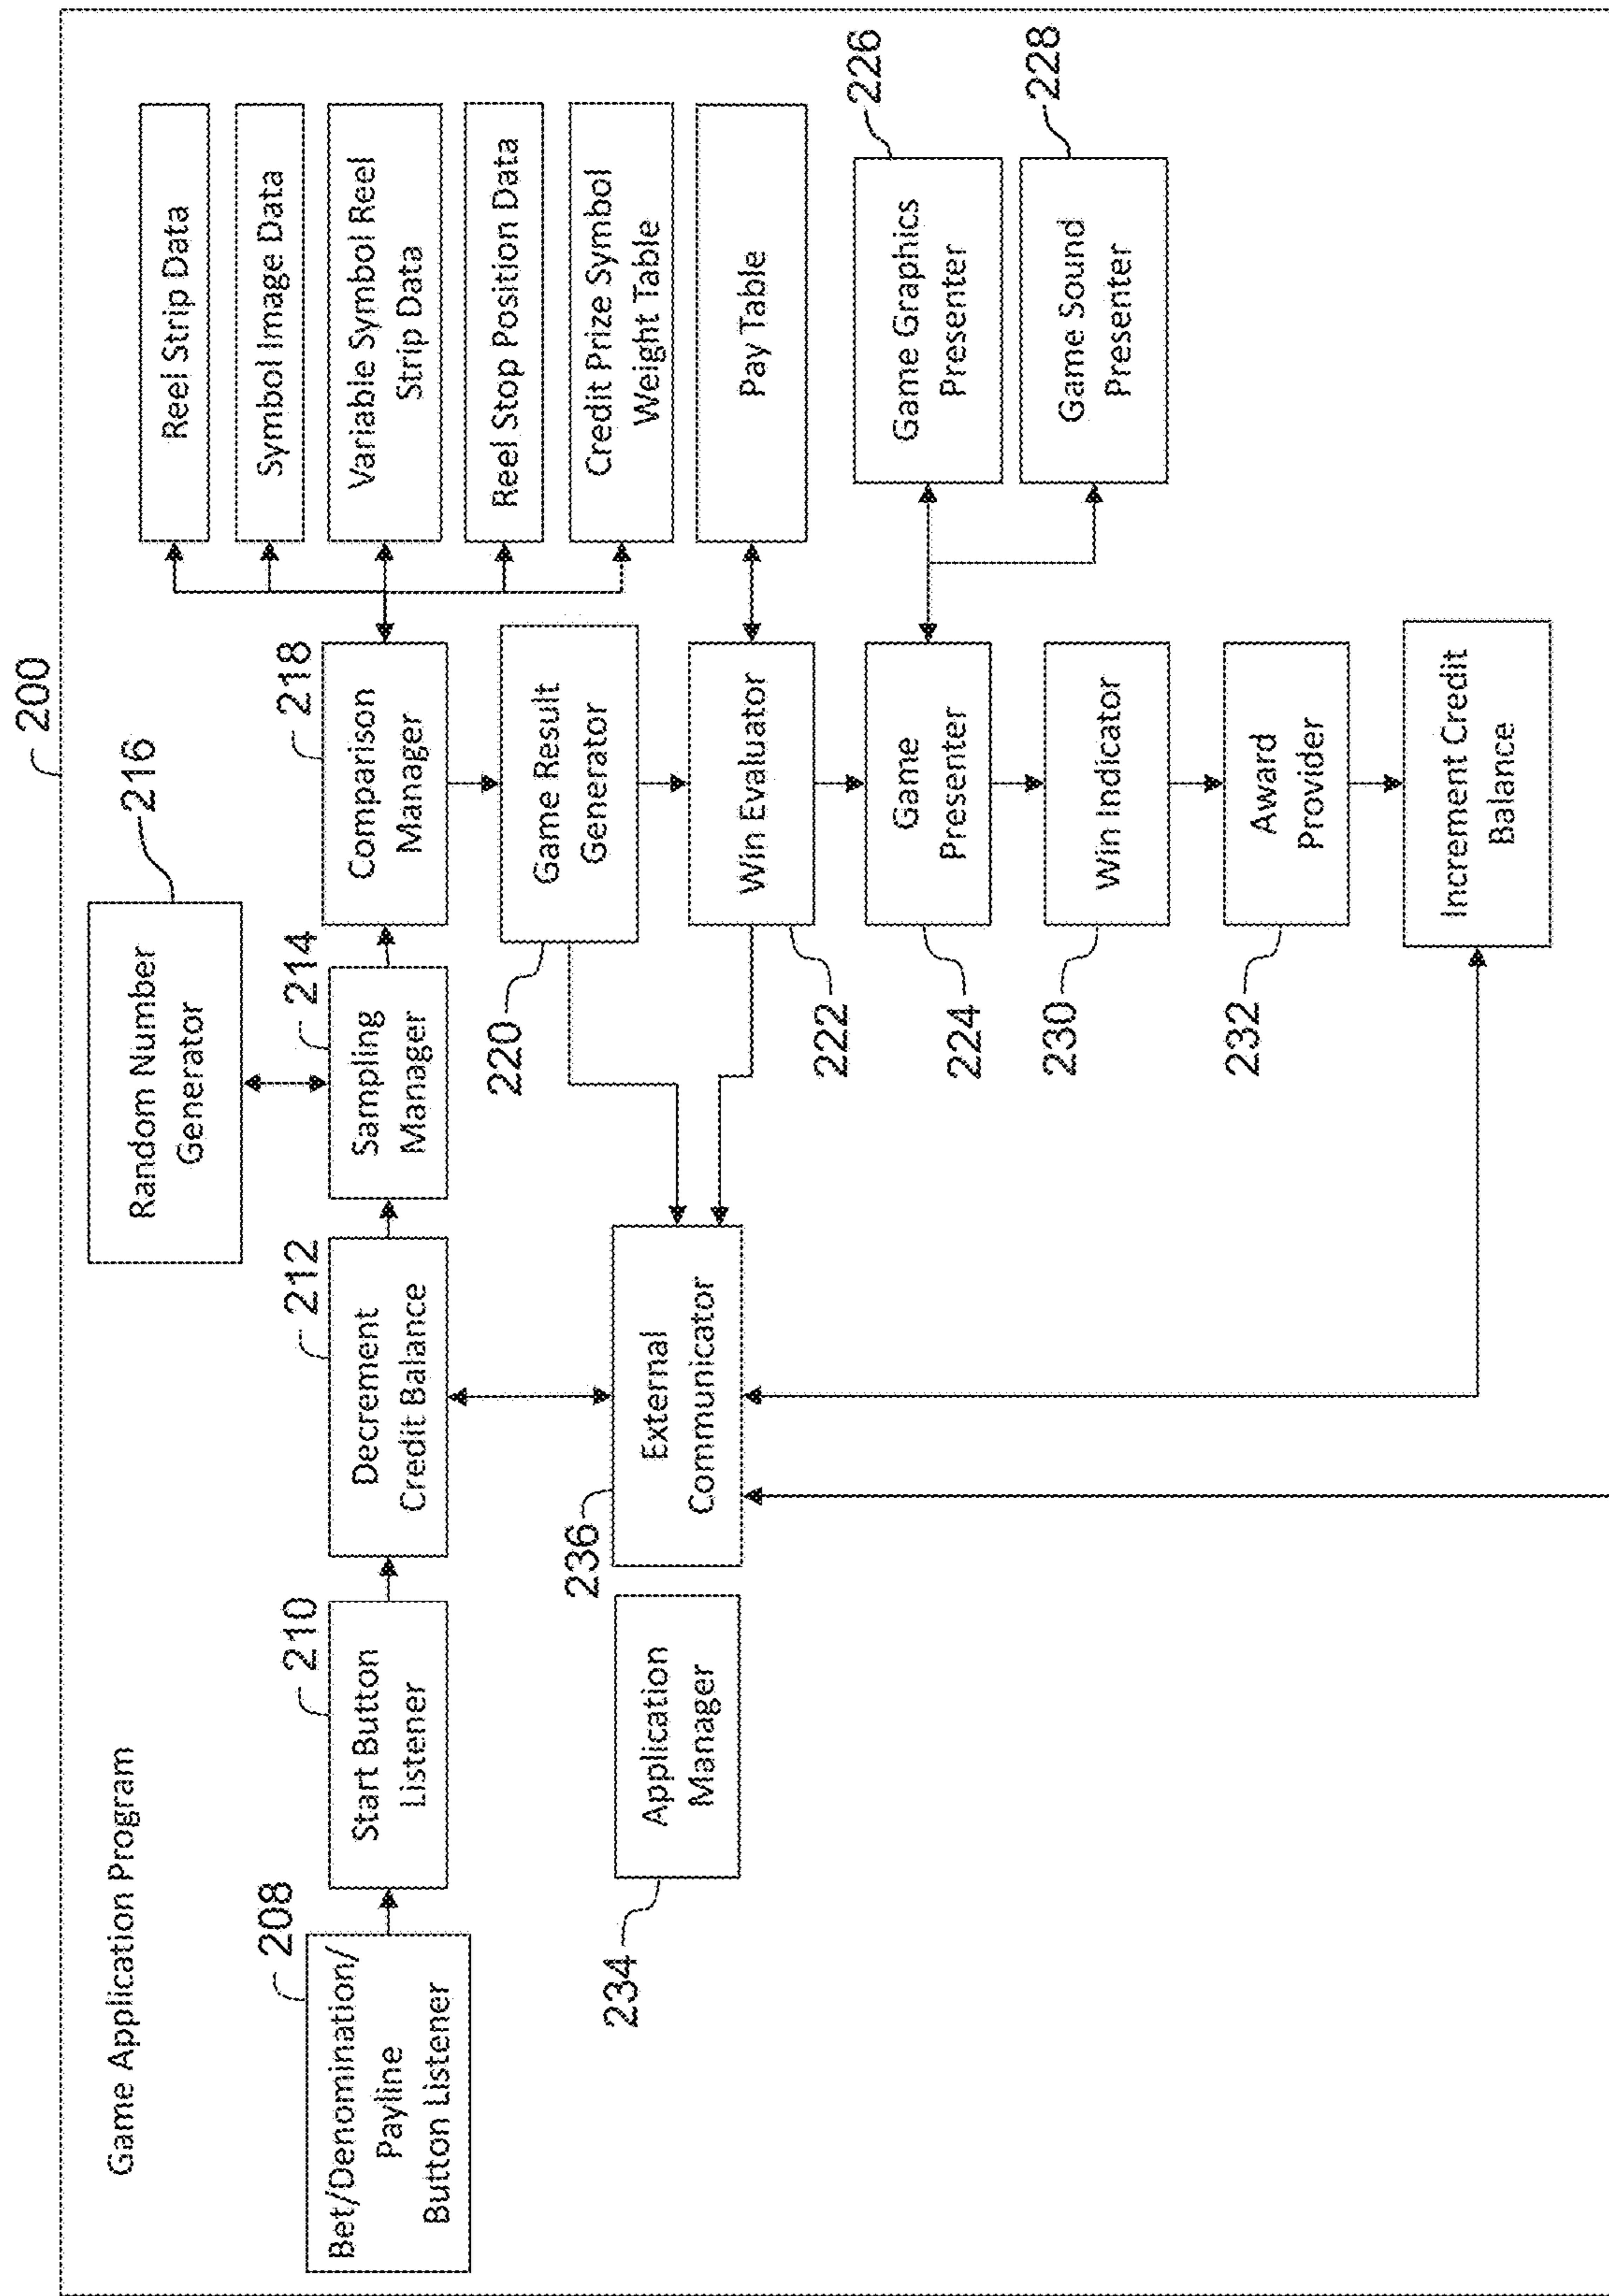 200
Game Application Program
Random Number
Generator
216
Bet/Denomination/
Payline
Button Listener
208
Start Button
Listener
210
Decrement
Credit Balance
212
Sampling
Manager
214
Comparison
Manager
218
Reel Strip Data
Symbol Image Data
Variable Symbol Reel
Strip Data
Reel Stop Position Data
Credit Prize Symbol
Weight Table
Game Result
Generator
220
Application
Manager
234
External
Communicator
236
Win Evaluator
222
Pay Table
Game
Presenter
224
Game Graphics
Presenter
226
Game Sound
Presenter
228
Win Indicator
230
Award
Provider
232
Increment Credit
Balance